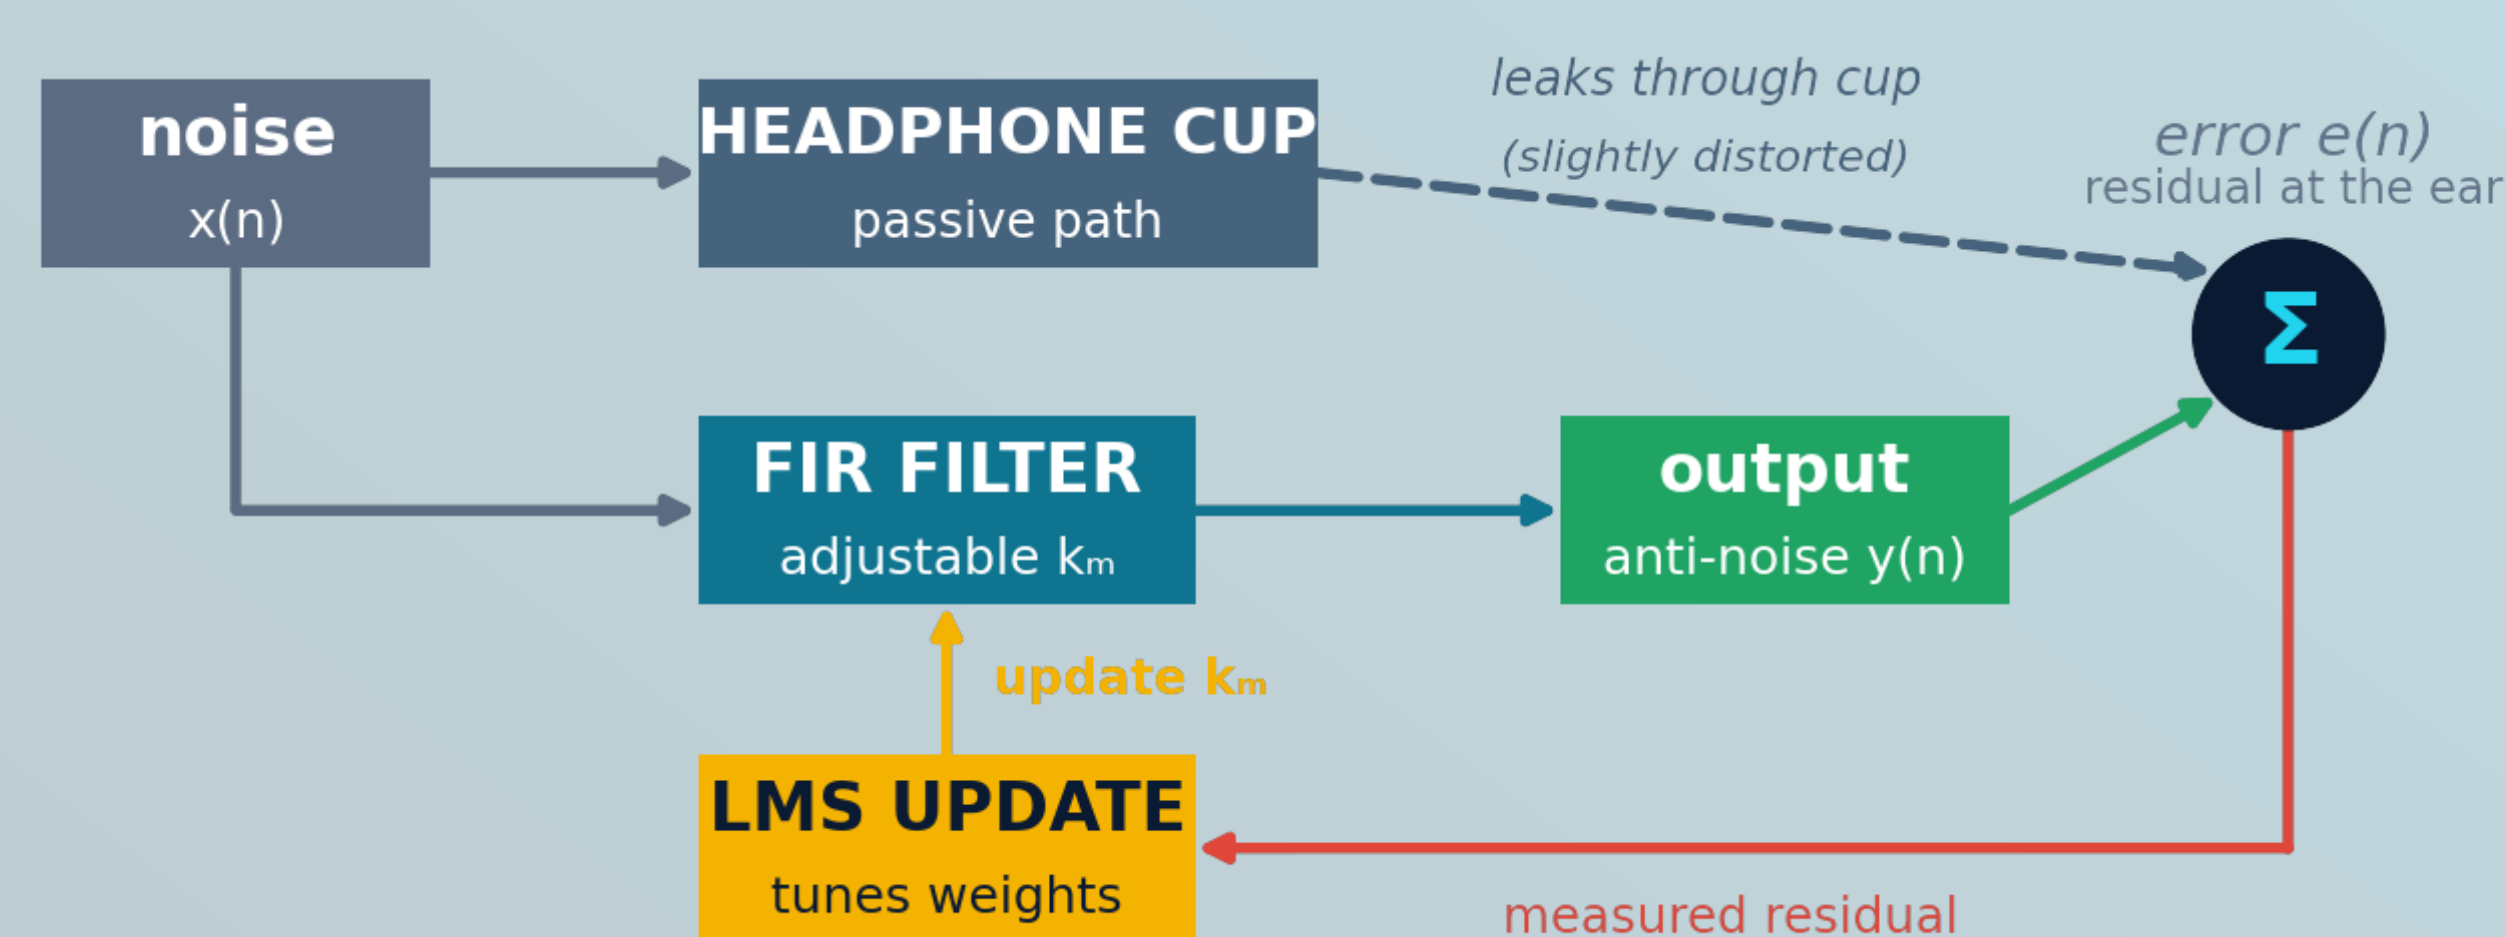 noise
x(n)
HEADPHONE CUP
passive path
leaks through cup
(slightly distorted)
error e(n)
residual at the ear
Σ
FIR FILTER
adjustable kₘ
output
anti-noise y(n)
update kₘ
LMS UPDATE
tunes weights
measured residual